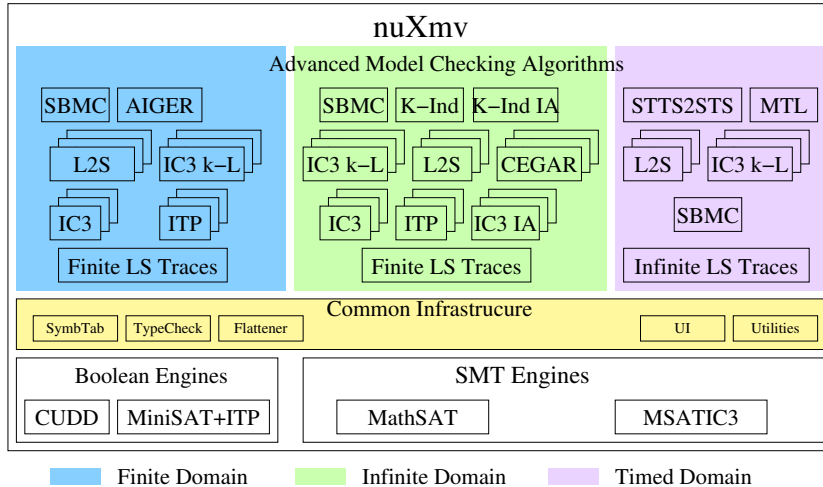 nuXmv
Advanced Model Checking Algorithms
SBMC AIGER
L2S IC3 k−L
IC3 ITP
Finite LS Traces
SBMC K−Ind K−Ind IA
IC3 k−L L2S CEGAR
IC3 ITP IC3 IA
Finite LS Traces
STTS2STS MTL
L2S IC3 k−L
SBMC
Infinite LS Traces
Common Infrastrucure
SymbTab TypeCheck Flattener UI Utilities
Boolean Engines
CUDD MiniSAT+ITP
SMT Engines
MathSAT MSATIC3
Finite Domain Infinite Domain Timed Domain